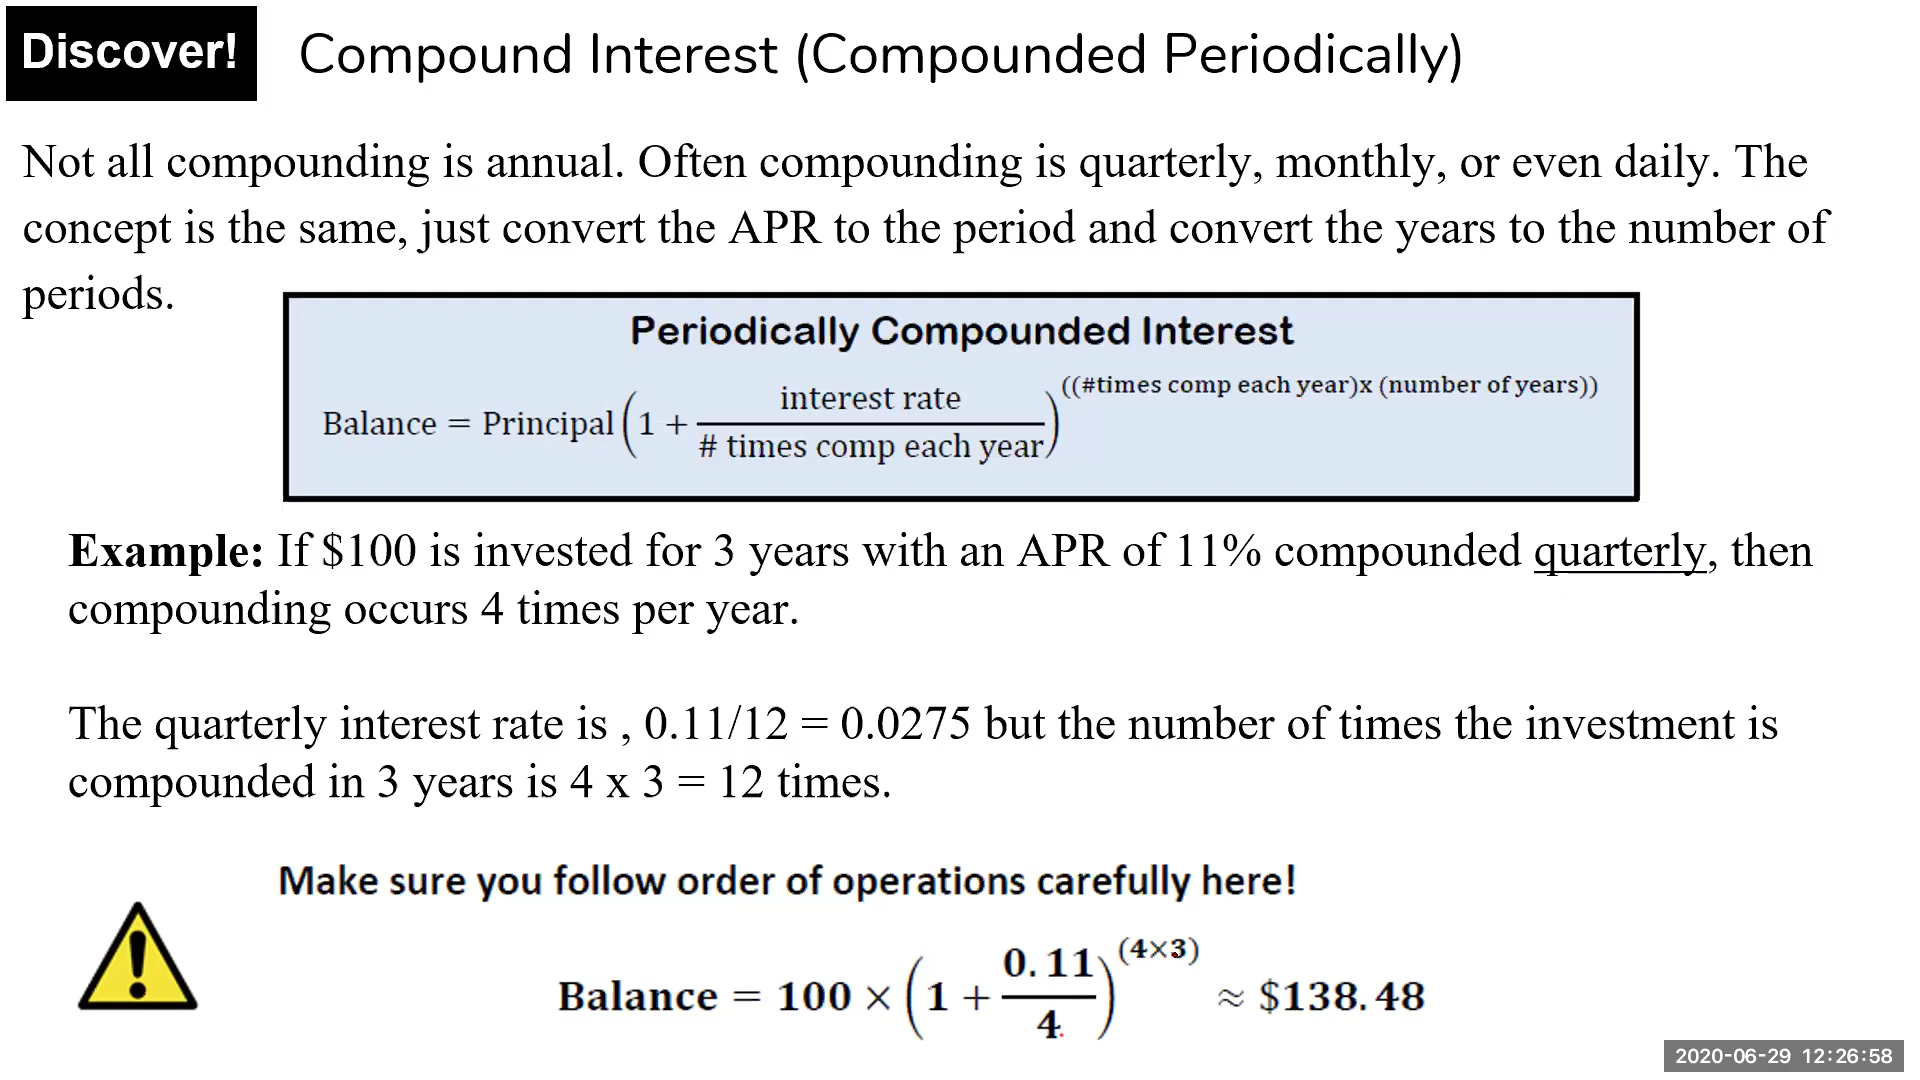 Discover!
Compound Interest (Compounded Periodically)
Not all compounding is annual. Often compounding is quarterly, monthly, or even daily. The
concept is the same, just convert the APR to the period and convert the years to the number of
periods.
Periodically Compounded Interest
Balance = Principal(1 + interest rate / # times comp each year)^((#times comp each year)x (number of years))
Example: If $100 is invested for 3 years with an APR of 11% compounded quarterly, then
compounding occurs 4 times per year.
The quarterly interest rate is , 0.11/12 = 0.0275 but the number of times the investment is
compounded in 3 years is 4 x 3 = 12 times.
Make sure you follow order of operations carefully here!
Balance = 100 × (1 + 0.11 / 4)^(4×3) ≈ $138.48
2020-06-29 12:26:58